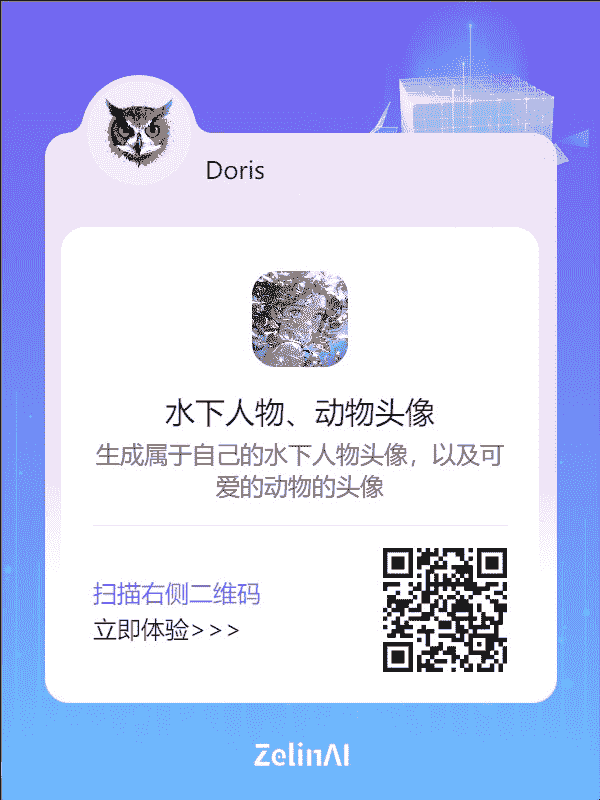 Doris
水下人物、动物头像
生成属于自己的水下人物头像，以及可
爱的动物的头像
扫描右侧二维码
立即体验>>>
ZelinAI